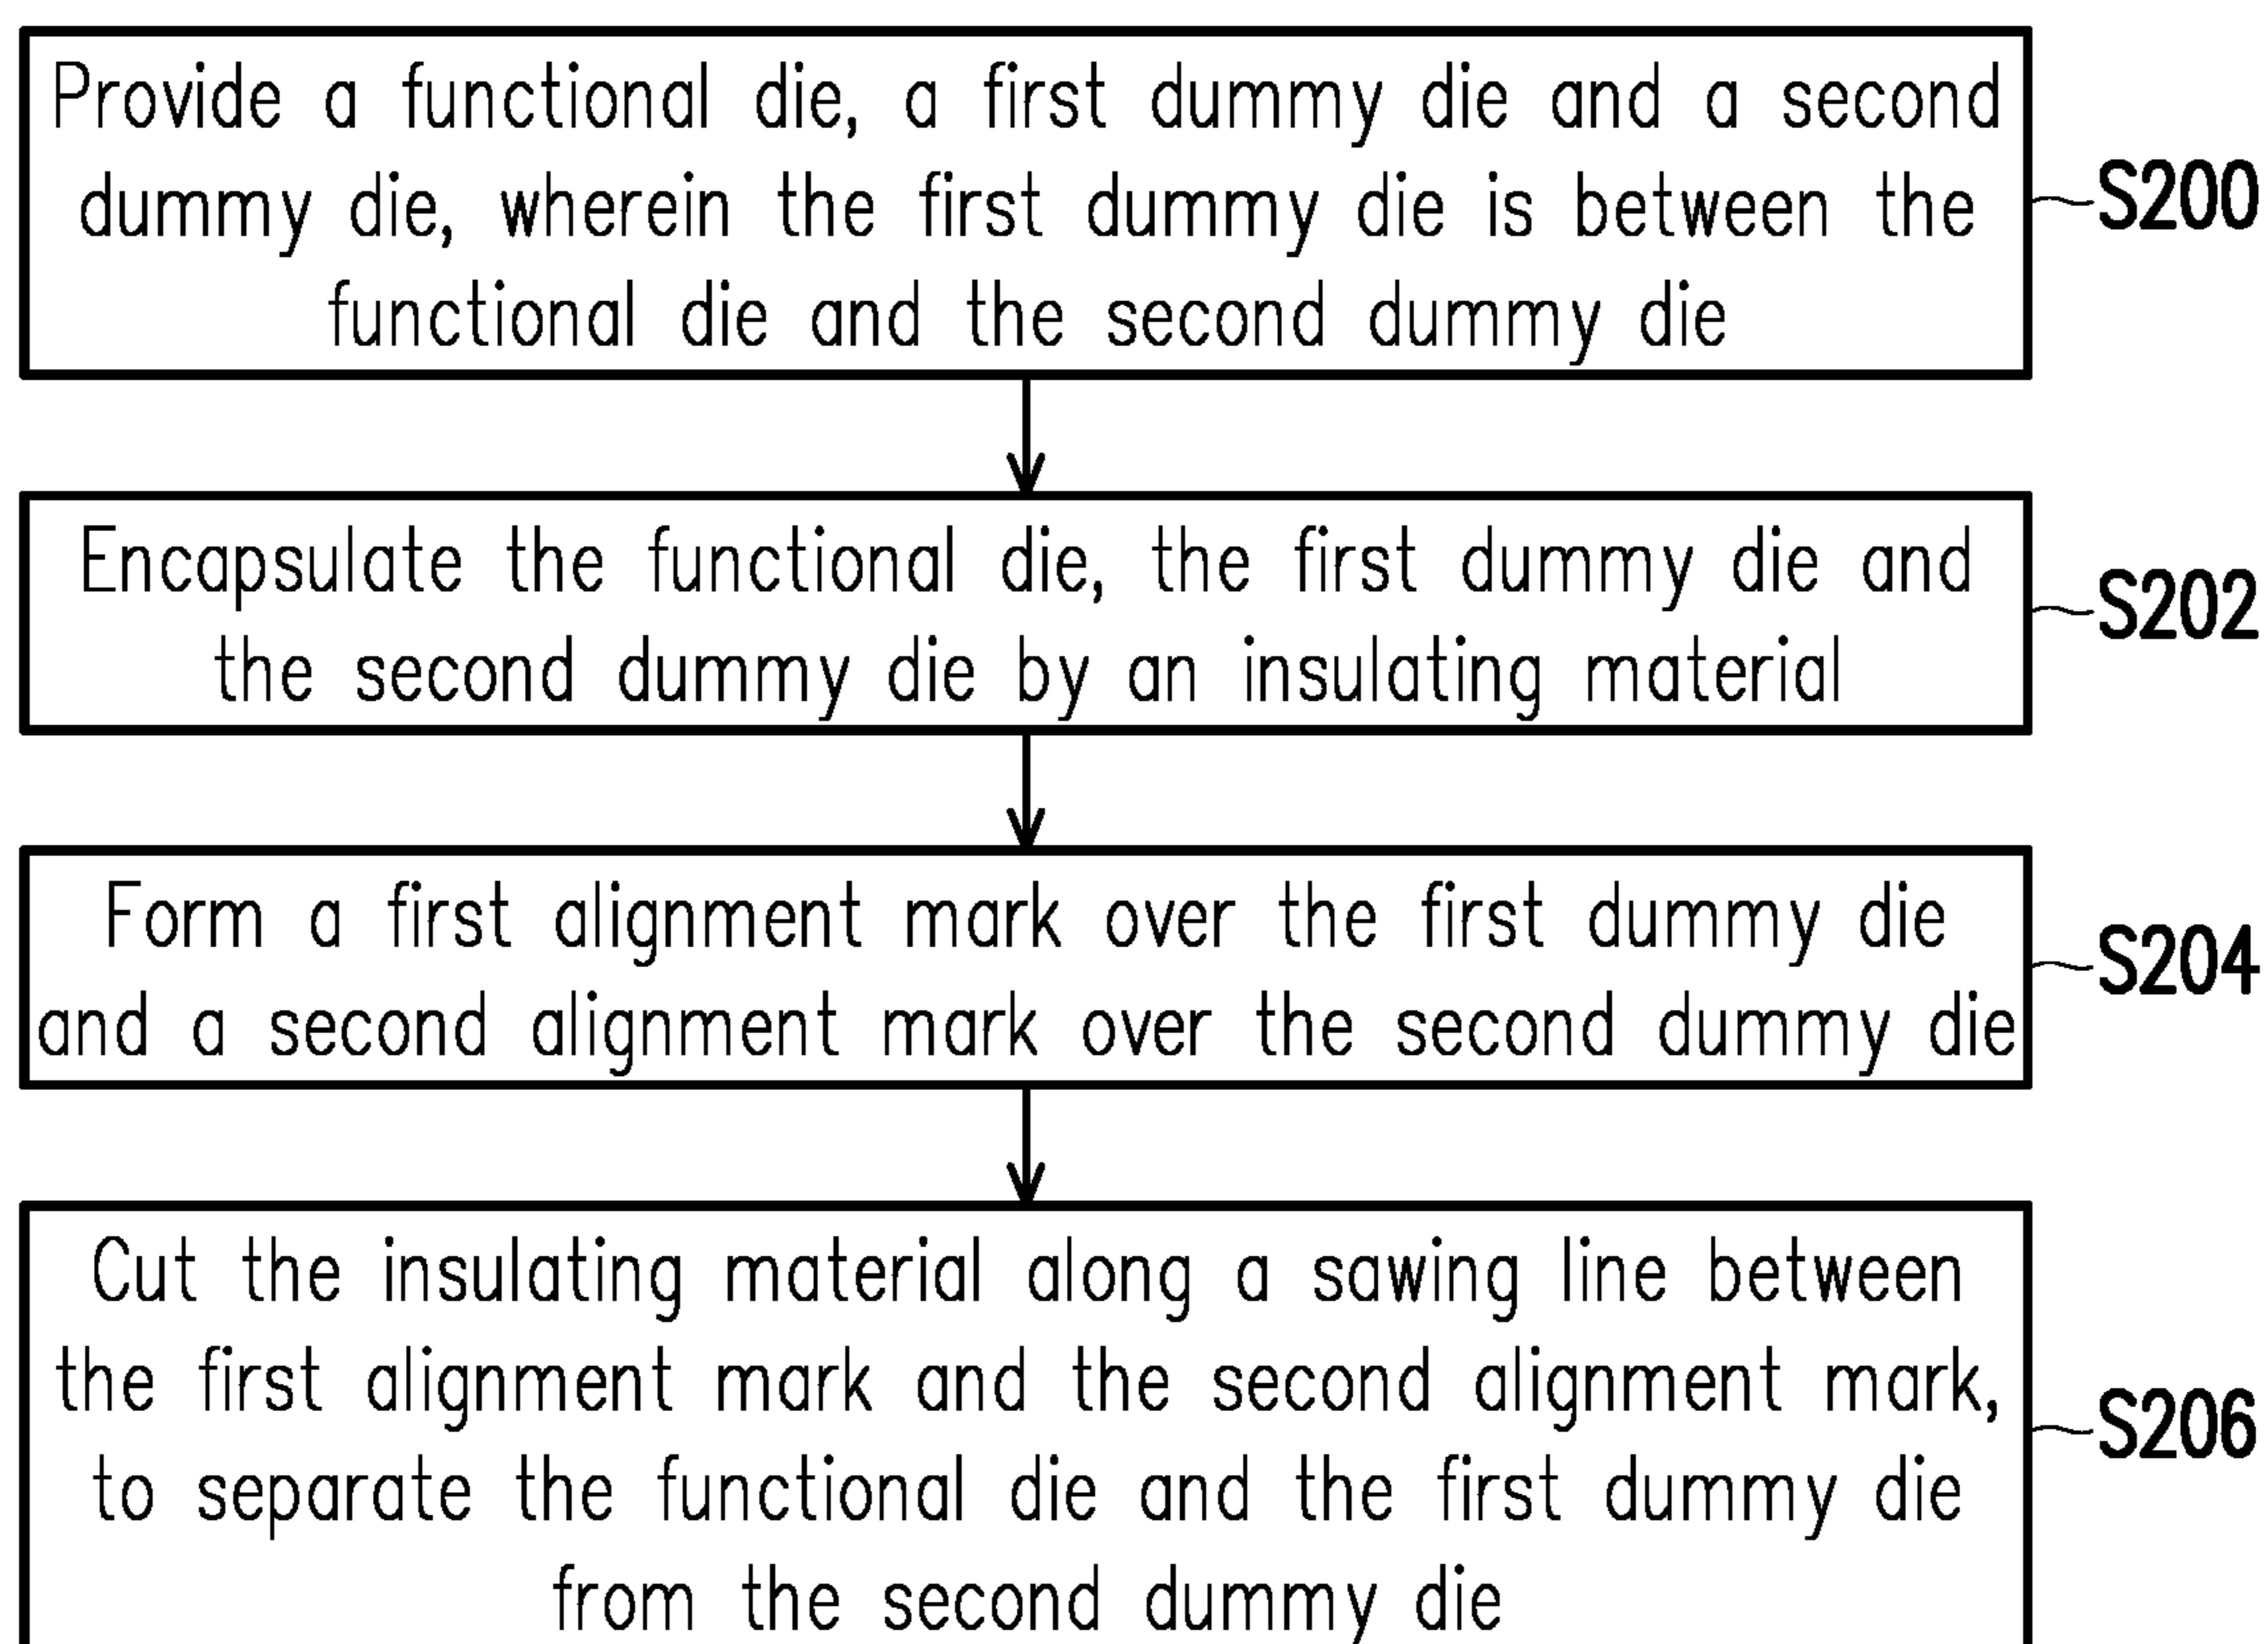 Provide a functional die, a first dummy die and a second
dummy die, wherein the first dummy die is between the
functional die and the second dummy die
S200
Encapsulate the functional die, the first dummy die and
the second dummy die by an insulating material
S202
Form a first alignment mark over the first dummy die
and a second alignment mark over the second dummy die
S204
Cut the insulating material along a sawing line between
the first alignment mark and the second alignment mark,
to separate the functional die and the first dummy die
from the second dummy die
S206